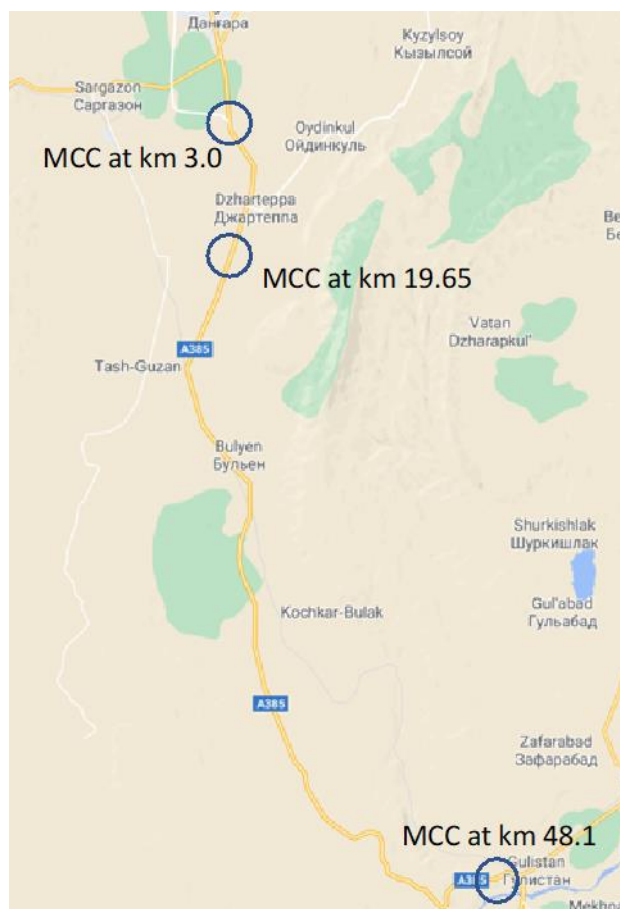 Данғара
Kyzylsoy
Кызылсой
Sargazon
Саргазон
Oydinkul
Ойдинкуль
MCC at km 3.0
Dzharteppa
Джартеппа
MCC at km 19.65
Vatan
Dzharapkul'
A385
Tash-Guzan
Bulyen
Бульен
Shurkishlak
Шуркишлак
Gul'abad
Гульабад
Kochkar-Bulak
A385
Zafarabad
Зафарабад
MCC at km 48.1
Gulistan
A385
Гулистан